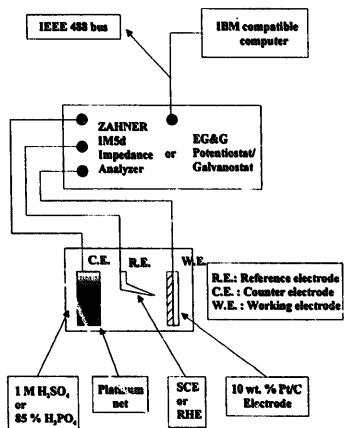 IEEE 488 bus
IBM compatible
computer
ZAHNER
IM5d
Impedance
Analyzer
or
EG&G
Potentiostat/
Galvanostat
C.E.
R.E.
W.E.
R.E.: Reference electrode
C.E. : Counter electrode
W.E. : Working electrode
1 M H₂SO₄
or
85 % H₃PO₄
Platinum
net
SCE
or
RHE
10 wt. % Pt/C
Electrode